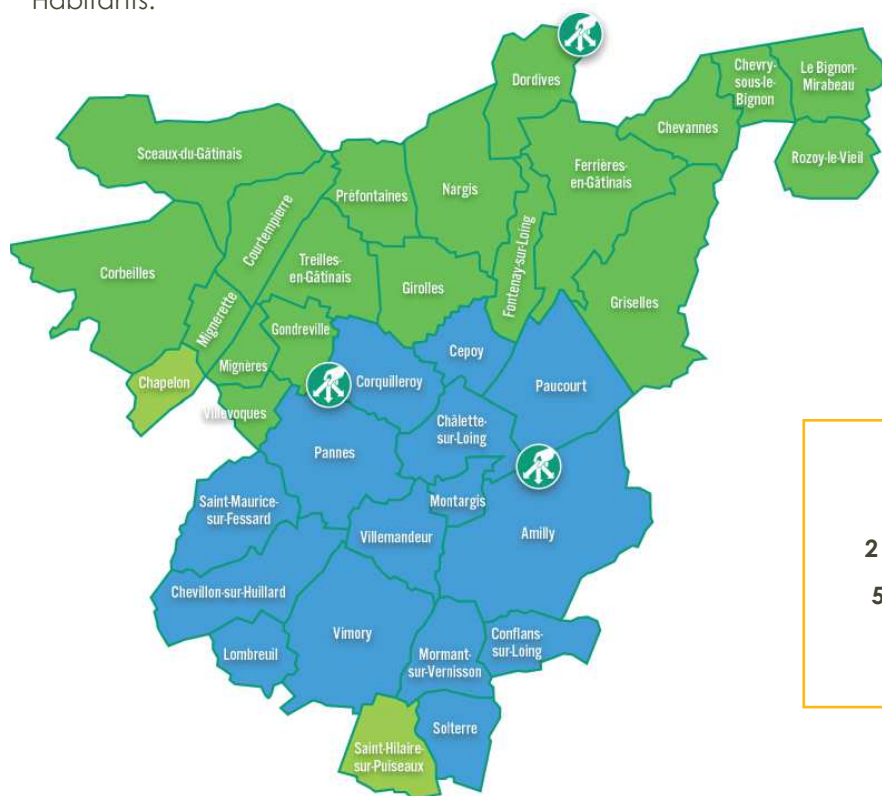 Habitants.
Dordives
Chevry-
sous-le-
Bignon
Le Bignon-
Mirabeau
Chevannes
Rozoy-le-Vieil
Sceaux-du-Gâtinais
Préfontaines
Nargis
Ferrières-
en-Gâtinais
Courtempierre
Fontenay-sur-Loing
Corbeilles
Treilles-
en-Gâtinais
Girolles
Griselles
Mignerette
Gondreville
Mignères
Cepoy
Chapelon
Corquilleroy
Paucourt
Villevoques
Châlette-
sur-Loing
Pannes
Saint-Maurice-
sur-Fessard
Montargis
Villemandeur
Amilly
2
5
Chevillon-sur-Huillard
Vimory
Conflans-
sur-Loing
Lombreuil
Mormant-
sur-Vernisson
Solterre
Saint-Hilaire-
sur-Puiseaux